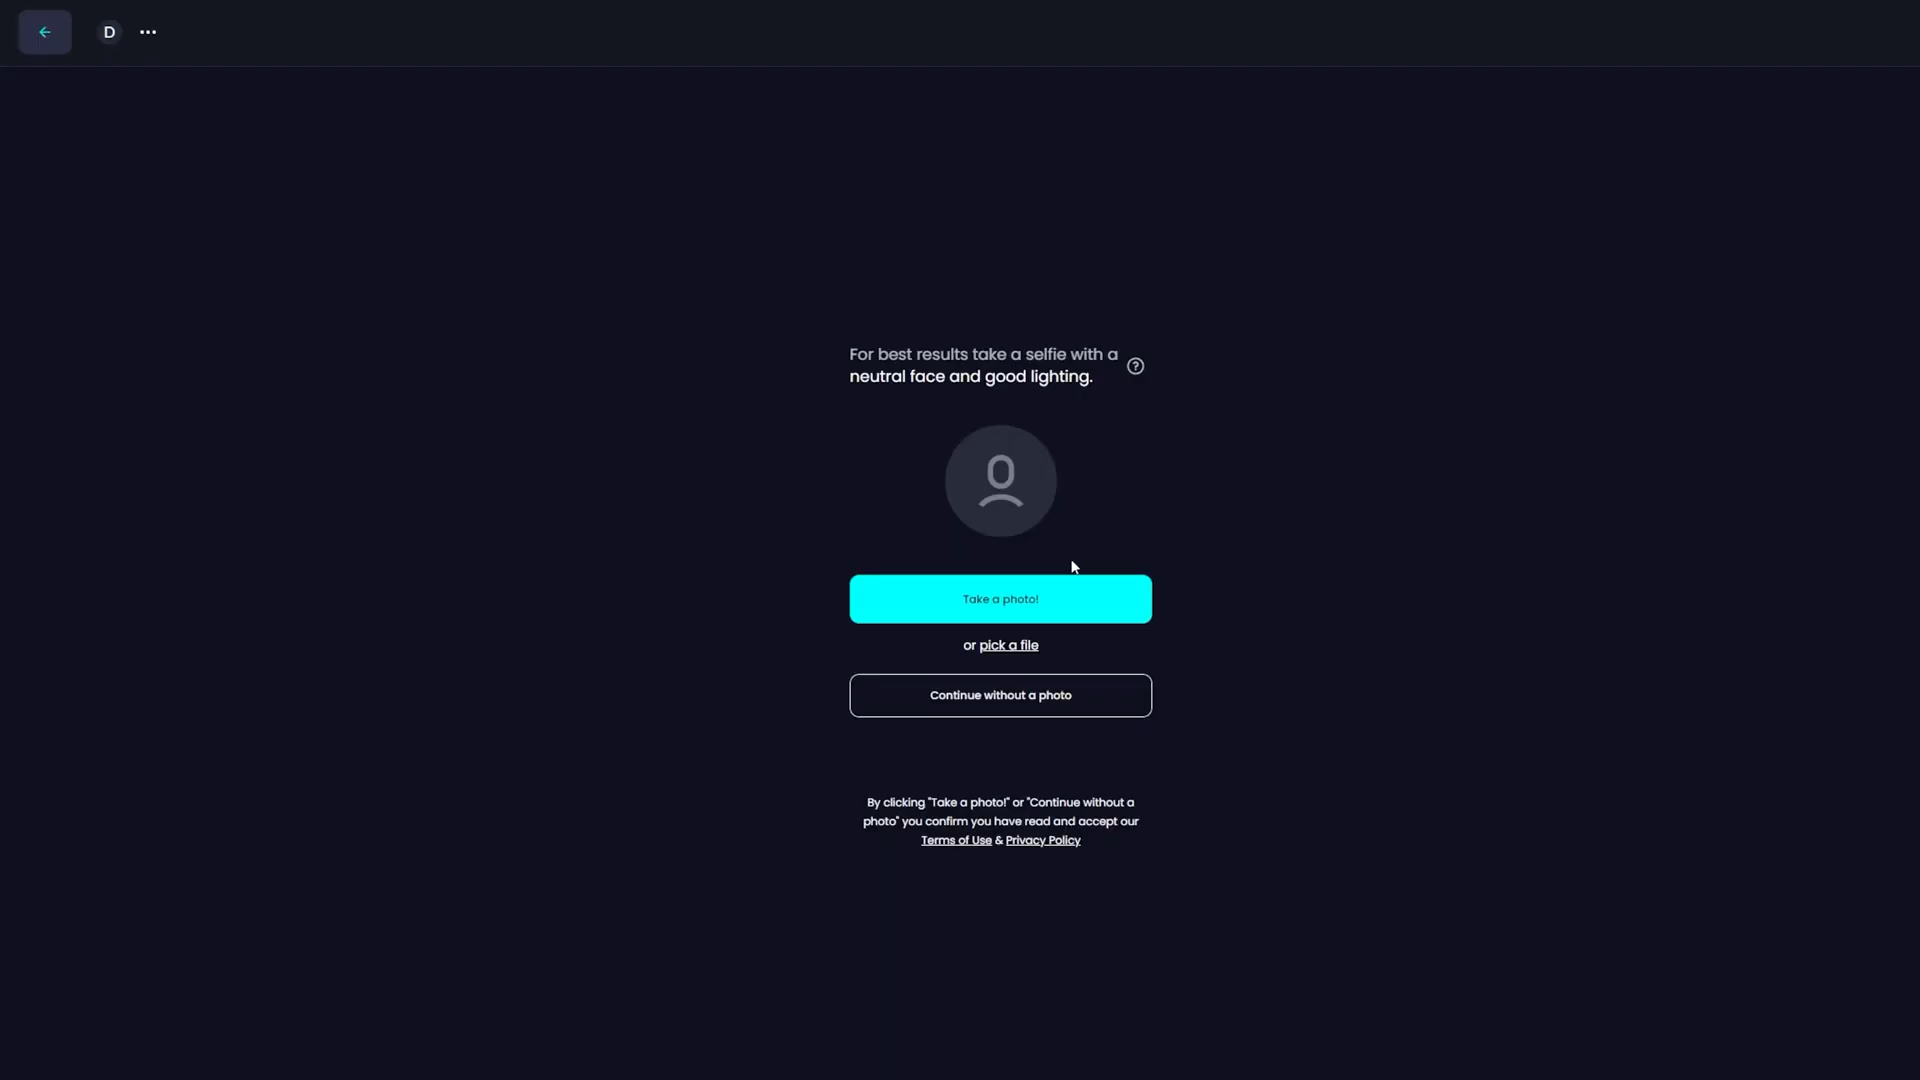 D
For best results take a selfie with a
neutral face and good lighting.
Take a photo!
or pick a file
Continue without a photo
By clicking "Take a photo!" or "Continue without a
photo" you confirm you have read and accept our
Terms of Use & Privacy Policy